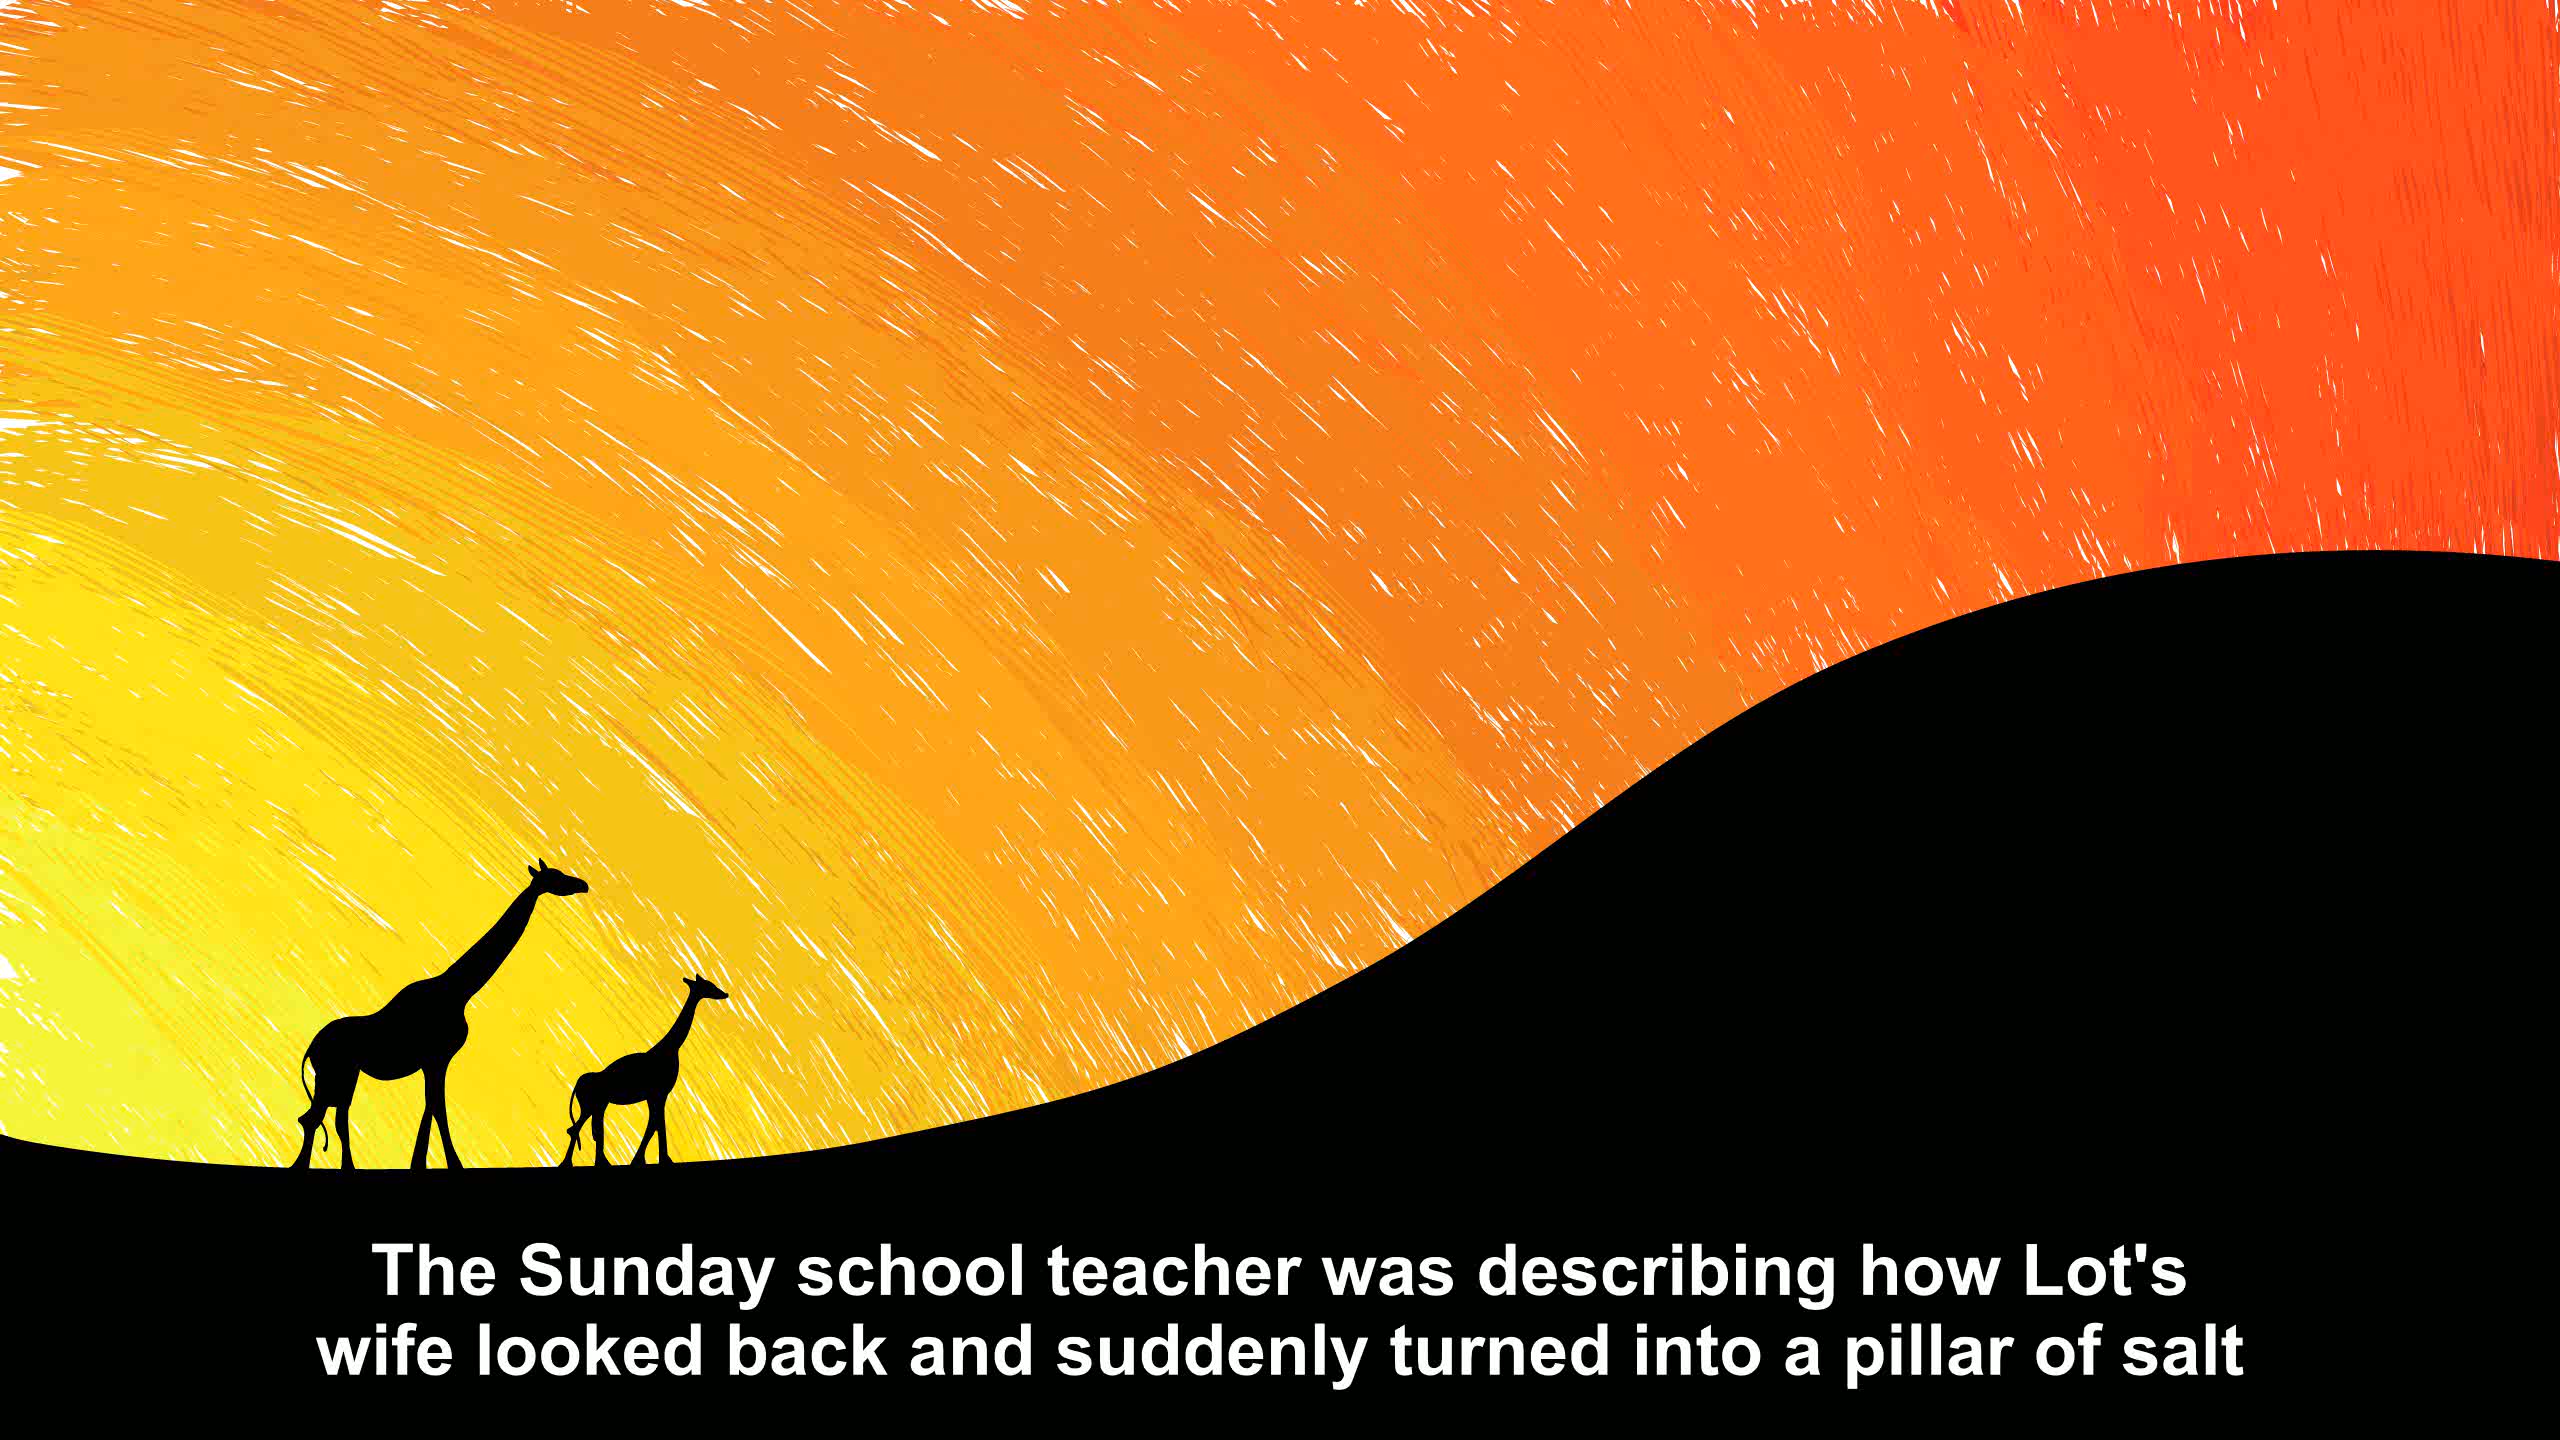 The Sunday school teacher was describing how Lot's
wife looked back and suddenly turned into a pillar of salt